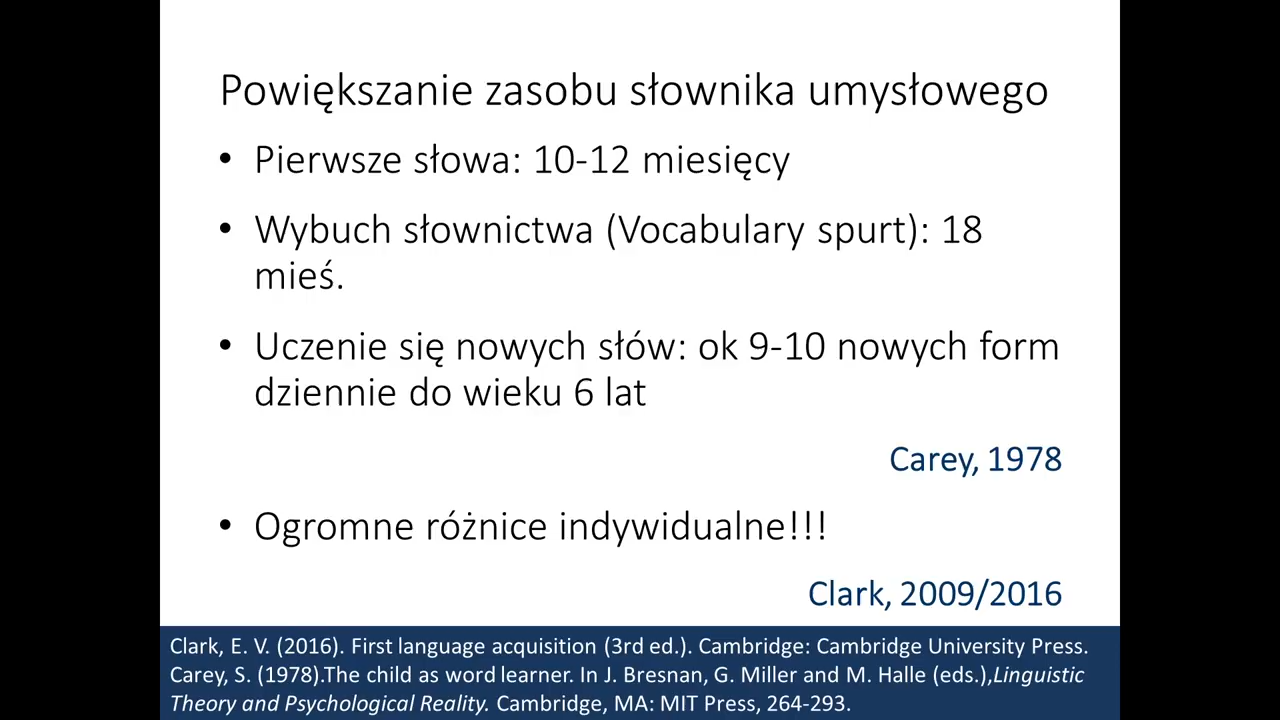 Powiększanie zasobu słownika umysłowego
• Pierwsze słowa: 10-12 miesięcy
• Wybuch słownictwa (Vocabulary spurt): 18
mieś.
• Uczenie się nowych słów: ok 9-10 nowych form
dziennie do wieku 6 lat
Carey, 1978
• Ogromne różnice indywidualne!!!
Clark, 2009/2016
Clark, E. V. (2016). First language acquisition (3rd ed.). Cambridge: Cambridge University Press.
Carey, S. (1978).The child as word learner. In J. Bresnan, G. Miller and M. Halle (eds.),Linguistic
Theory and Psychological Reality. Cambridge, MA: MIT Press, 264-293.